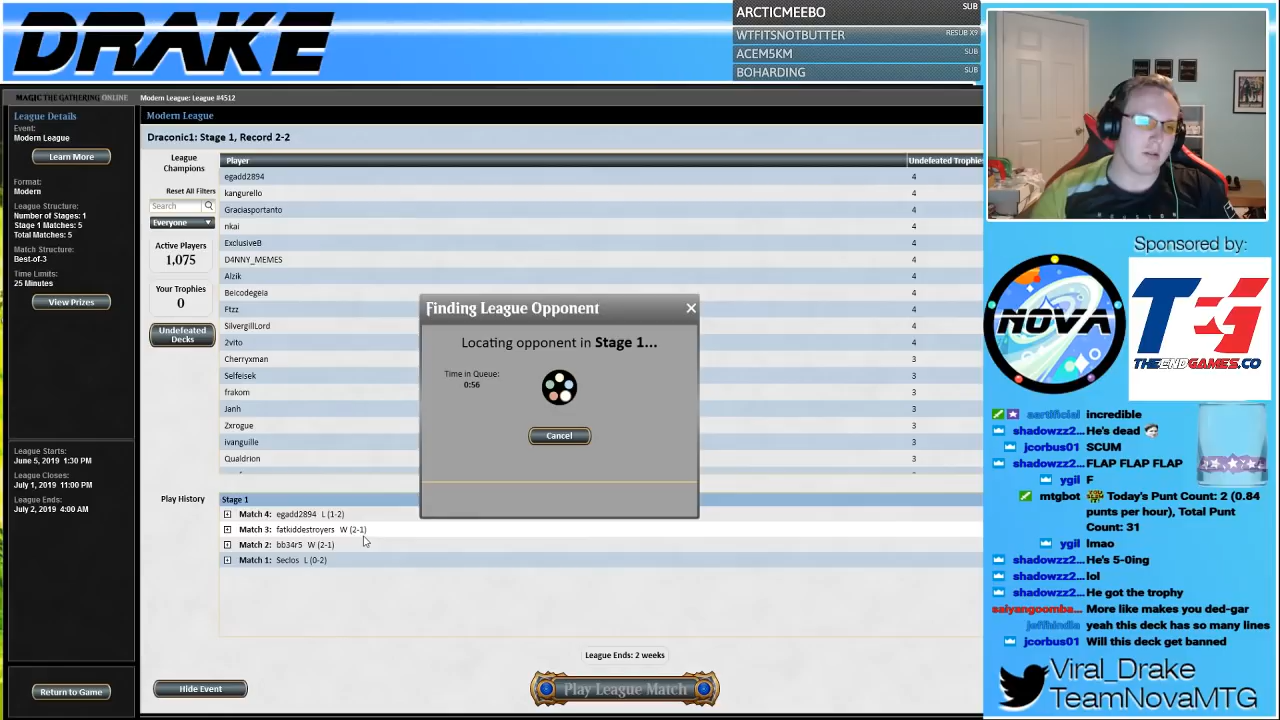 DRAKE
ARCTICMEEBO SUB
WTFITSNOTBUTTER RESUB X9
ACEM5KM SUB
BOHARDING SUB
MAGIC THE GATHERING ONLINE Modern League: League #4512
League Details
Event:
Modern League
Learn More
Format:
Modern
League Structure:
Number of Stages: 1
Stage 1 Matches: 5
Total Matches: 5
Match Structure:
Best-of-3
Time Limits:
25 Minutes
View Prizes
League Starts:
June 5, 2019 1:30 PM
League Closes:
July 1, 2019 11:00 PM
League Ends:
July 2, 2019 4:00 AM
Return to Game
Modern League
Draconic1: Stage 1, Record 2-2
League Champions
Reset All Filters
Search
Everyone
Active Players
1,075
Your Trophies
0
Undefeated Decks
Player Undefeated Trophies
egadd2894 4
kangurello 4
Graciasportanto 4
nkai 4
ExclusiveB 4
D4NNY_MEMES 4
Alzik 4
Beicodegeia 4
Ftzz 4
SilvergillLord 4
2vito 4
Cherryxman 3
Selfeisek 3
frakom 3
Janh 3
Zxrogue 3
ivanguille 3
Qualdrion 3
Finding League Opponent
Locating opponent in Stage 1...
Time in Queue:
0:56
Cancel
Play History
Stage 1
Match 4: egadd2894 L (1-2)
Match 3: fatkiddestroyers W (2-1)
Match 2: bb34r5 W (2-1)
Match 1: Seclos L (0-2)
League Ends: 2 weeks
Hide Event
Play League Match
Sponsored by:
NOVA
TEG
THEENDGAMES.CO
aartificial incredible
shadowzz2... He's dead
jcorbus01 SCUM
shadowzz2... FLAP FLAP FLAP
ygil F
mtgbot Today's Punt Count: 2 (0.84
punts per hour), Total Punt
Count: 31
ygil lmao
shadowzz2... He's 5-0ing
shadowzz2... lol
shadowzz2... He got the trophy
saiyangoomba... More like makes you ded-gar
jeffhindla yeah this deck has so many lines
jcorbus01 Will this deck get banned
Viral_Drake
TeamNovaMTG